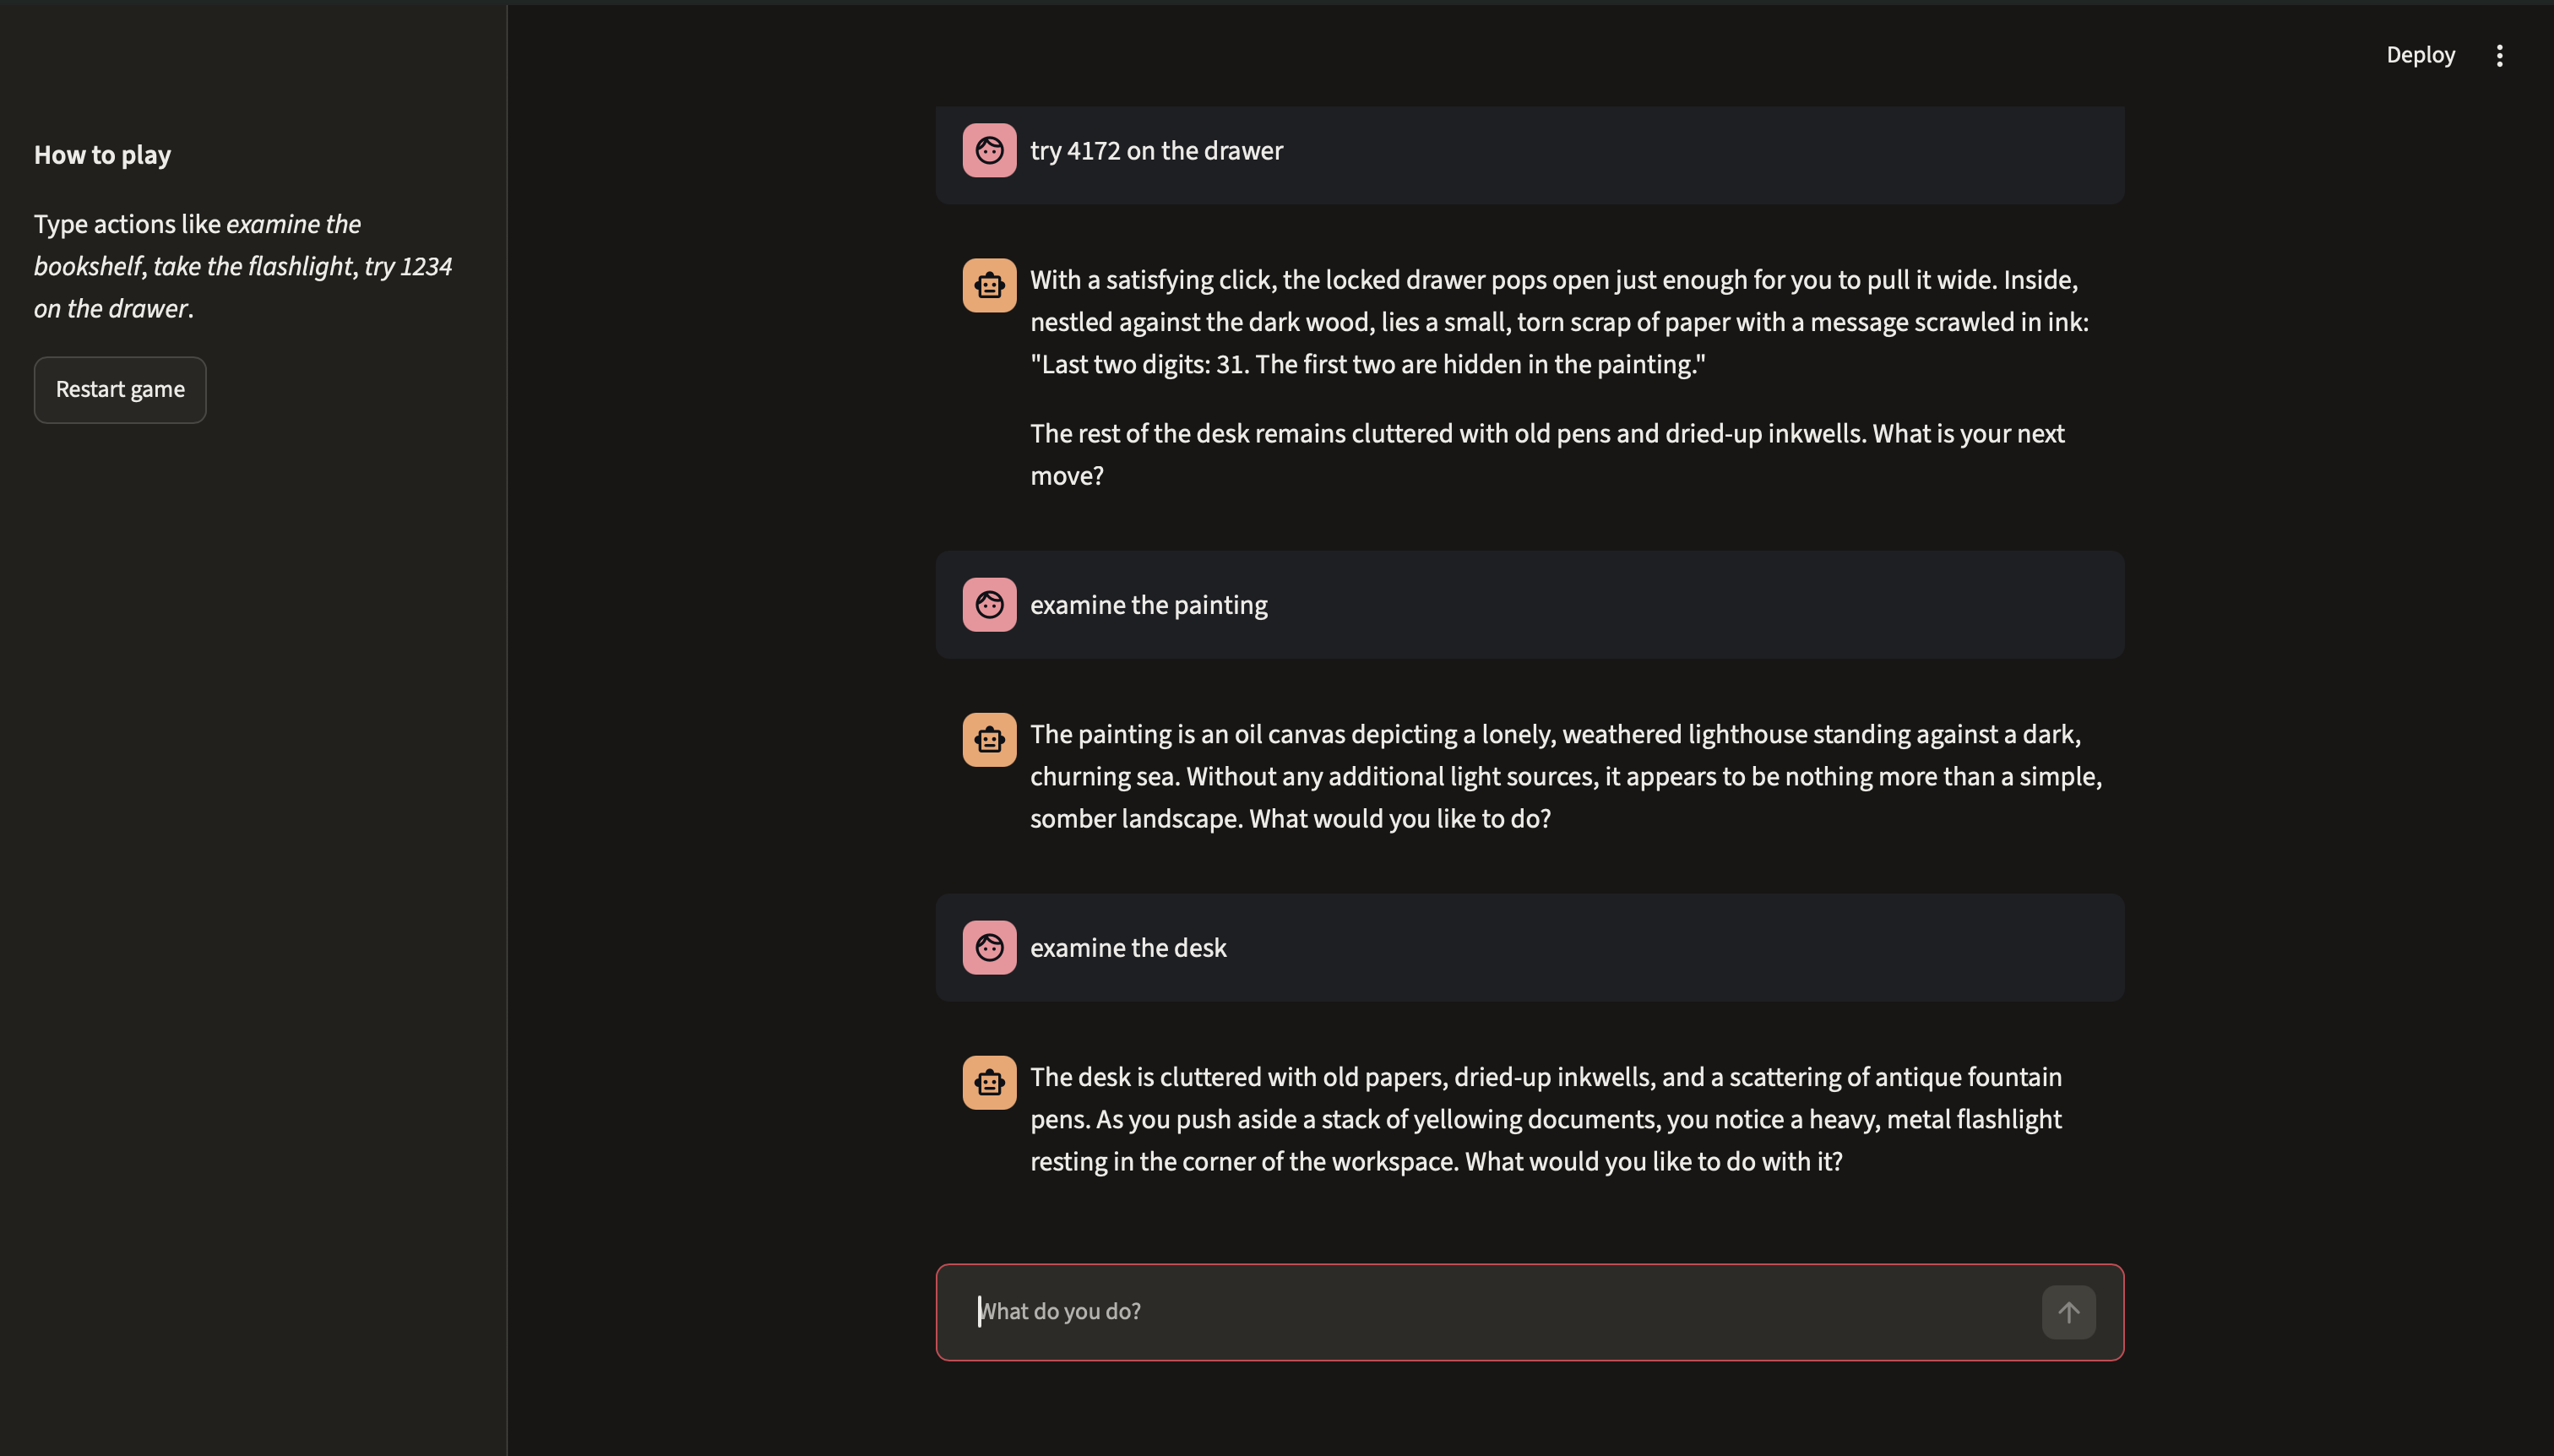 Deploy
How to play
Type actions like examine the
bookshelf, take the flashlight, try 1234
on the drawer.
Restart game
try 4172 on the drawer
With a satisfying click, the locked drawer pops open just enough for you to pull it wide. Inside,
nestled against the dark wood, lies a small, torn scrap of paper with a message scrawled in ink:
"Last two digits: 31. The first two are hidden in the painting."
The rest of the desk remains cluttered with old pens and dried-up inkwells. What is your next
move?
examine the painting
The painting is an oil canvas depicting a lonely, weathered lighthouse standing against a dark,
churning sea. Without any additional light sources, it appears to be nothing more than a simple,
somber landscape. What would you like to do?
examine the desk
The desk is cluttered with old papers, dried-up inkwells, and a scattering of antique fountain
pens. As you push aside a stack of yellowing documents, you notice a heavy, metal flashlight
resting in the corner of the workspace. What would you like to do with it?
What do you do?